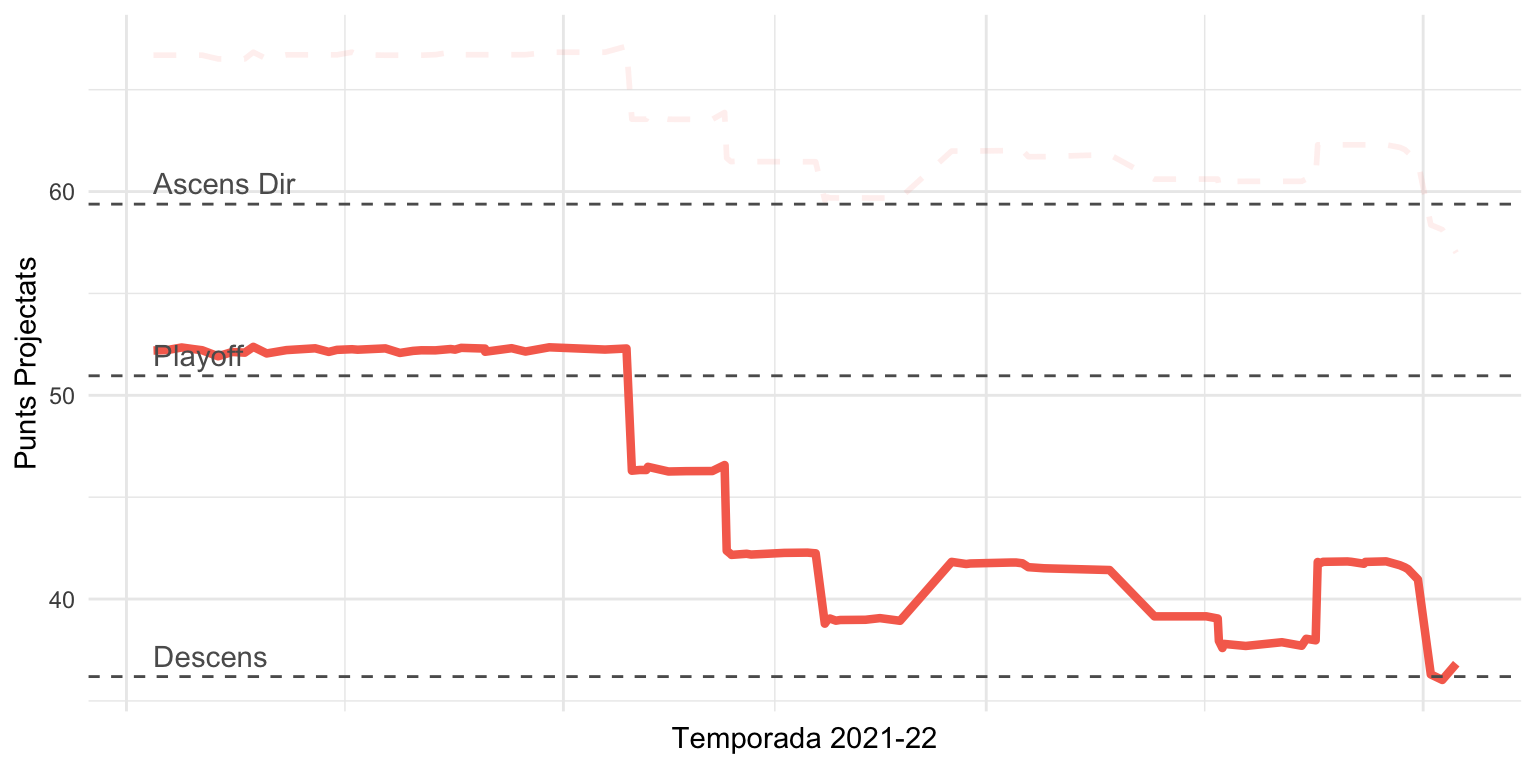 Ascens Dir
60
Playoff
50
40
Descens
Punts Projectats
Temporada 2021-22